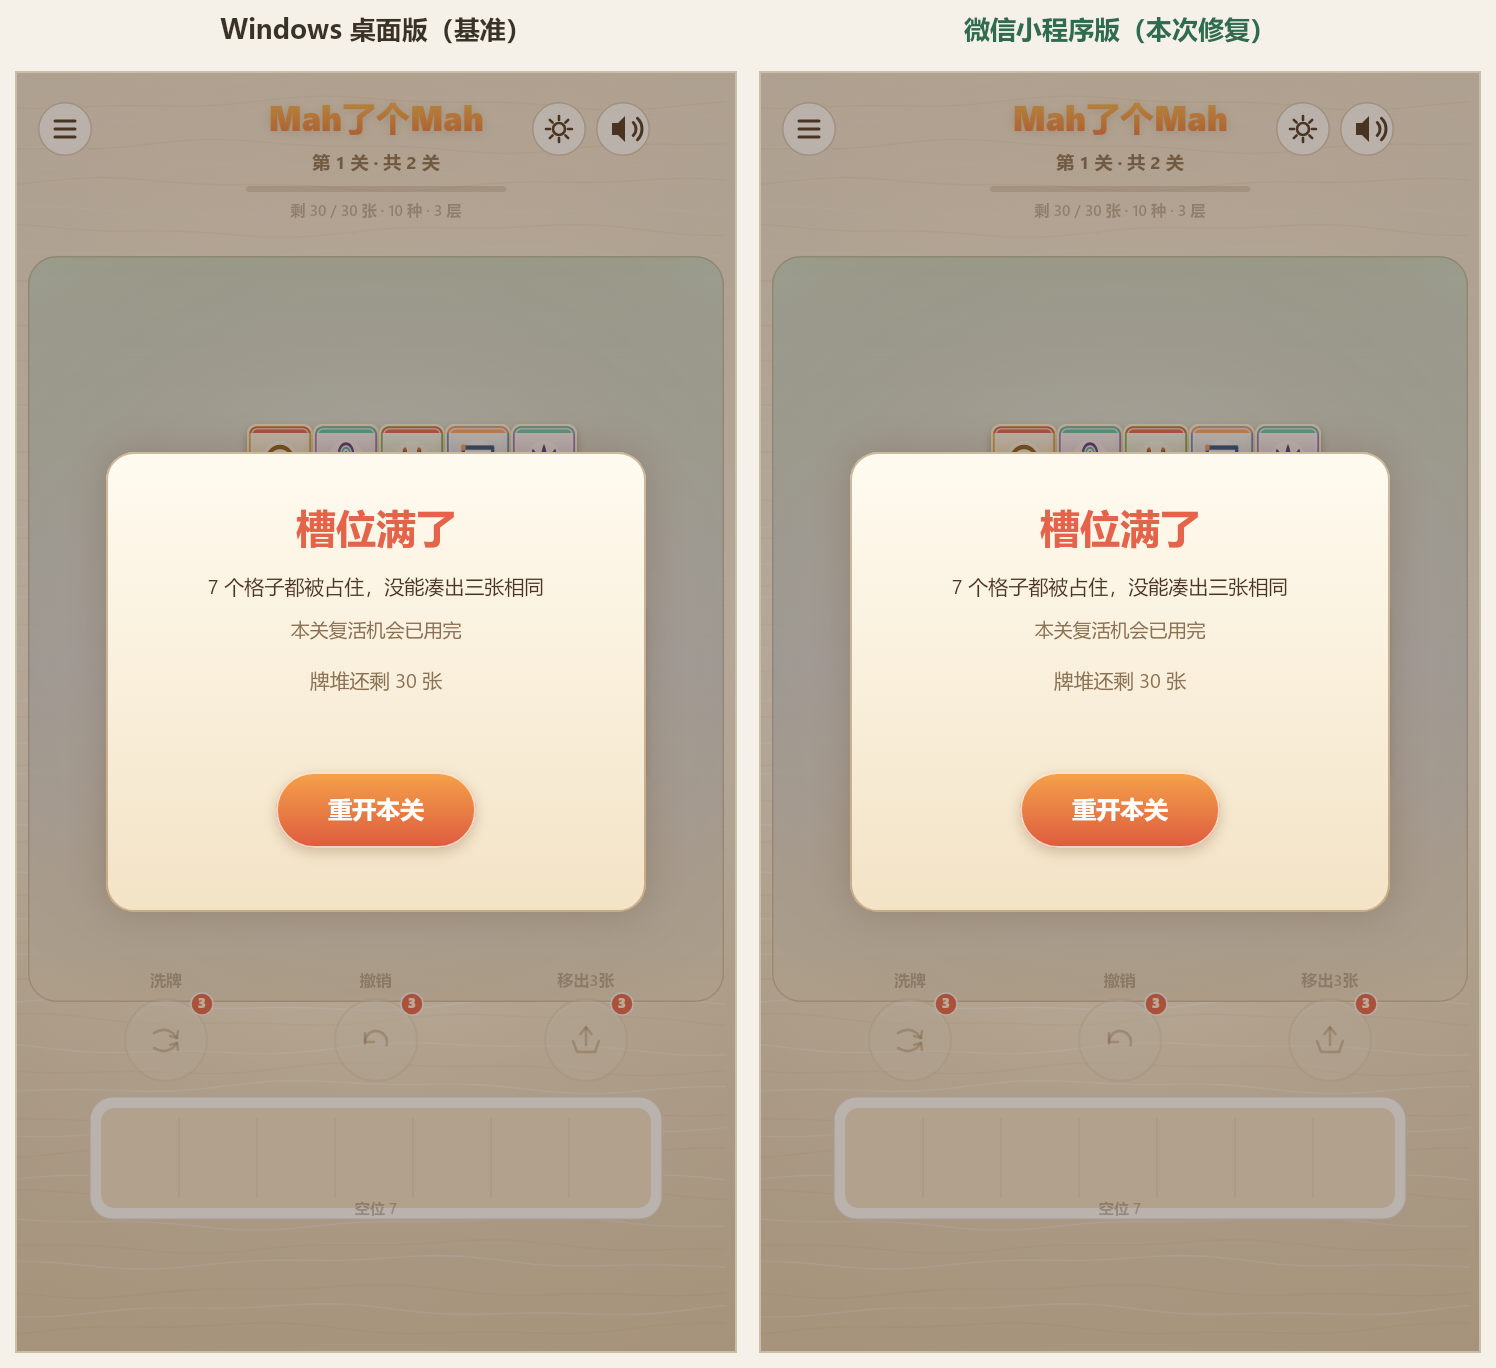 Windows 桌面版（基准）
Mah了个Mah
第 1 关 · 共 2 关
剩 30 / 30 张 · 10 种 · 3 层
槽位满了
7 个格子都被占住，没能凑出三张相同
本关复活机会已用完
牌堆还剩 30 张
重开本关
洗牌
撤销
移出3张
3
3
3
空位 7
微信小程序版（本次修复）
Mah了个Mah
第 1 关 · 共 2 关
剩 30 / 30 张 · 10 种 · 3 层
槽位满了
7 个格子都被占住，没能凑出三张相同
本关复活机会已用完
牌堆还剩 30 张
重开本关
洗牌
撤销
移出3张
3
3
3
空位 7